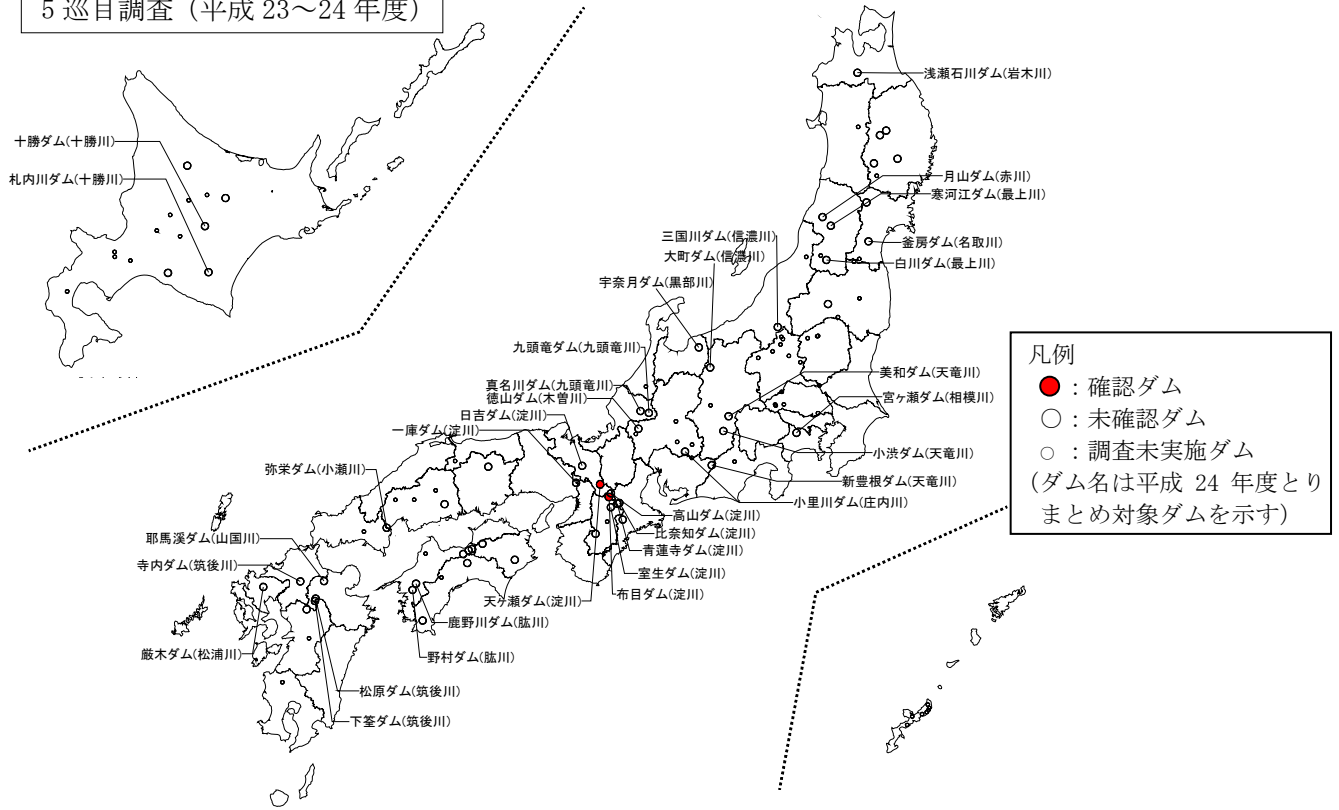 5 巡目調査（平成 23～24 年度）
浅瀬石川ダム(岩木川)
十勝ダム(十勝川)
札内川ダム(十勝川)
月山ダム(赤川)
寒河江ダム(最上川)
三国川ダム(信濃川)
釜房ダム(名取川)
大町ダム(信濃川)
白川ダム(最上川)
宇奈月ダム(黒部川)
九頭竜ダム(九頭竜川)
美和ダム(天竜川)
真名川ダム(九頭竜川)
徳山ダム(木曽川)
宮ヶ瀬ダム(相模川)
日吉ダム(淀川)
一庫ダム(淀川)
小渋ダム(天竜川)
弥栄ダム(小瀬川)
新豊根ダム(天竜川)
小里川ダム(庄内川)
高山ダム(淀川)
比奈知ダム(淀川)
耶馬溪ダム(山国川)
青蓮寺ダム(淀川)
寺内ダム(筑後川)
室生ダム(淀川)
布目ダム(淀川)
天ヶ瀬ダム(淀川)
鹿野川ダム(肱川)
厳木ダム(松浦川)
野村ダム(肱川)
松原ダム(筑後川)
下筌ダム(筑後川)
凡例
：確認ダム
：未確認ダム
：調査未実施ダム
(ダム名は平成 24 年度とり
まとめ対象ダムを示す)